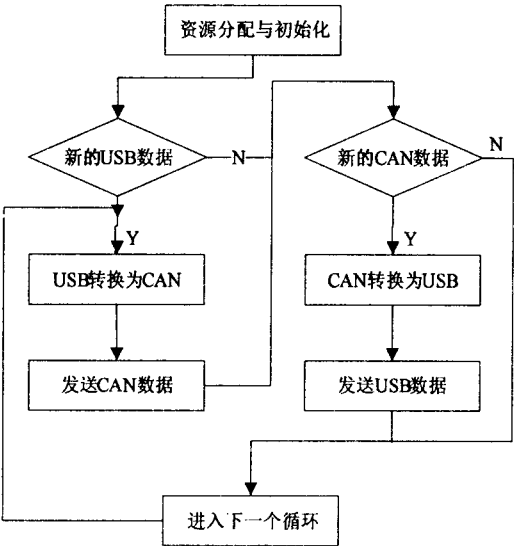 资源分配与初始化
新的USB数据
N
新的CAN数据
N
Y
Y
USB转换为CAN
CAN转换为USB
发送CAN数据
发送USB数据
进入下一个循环